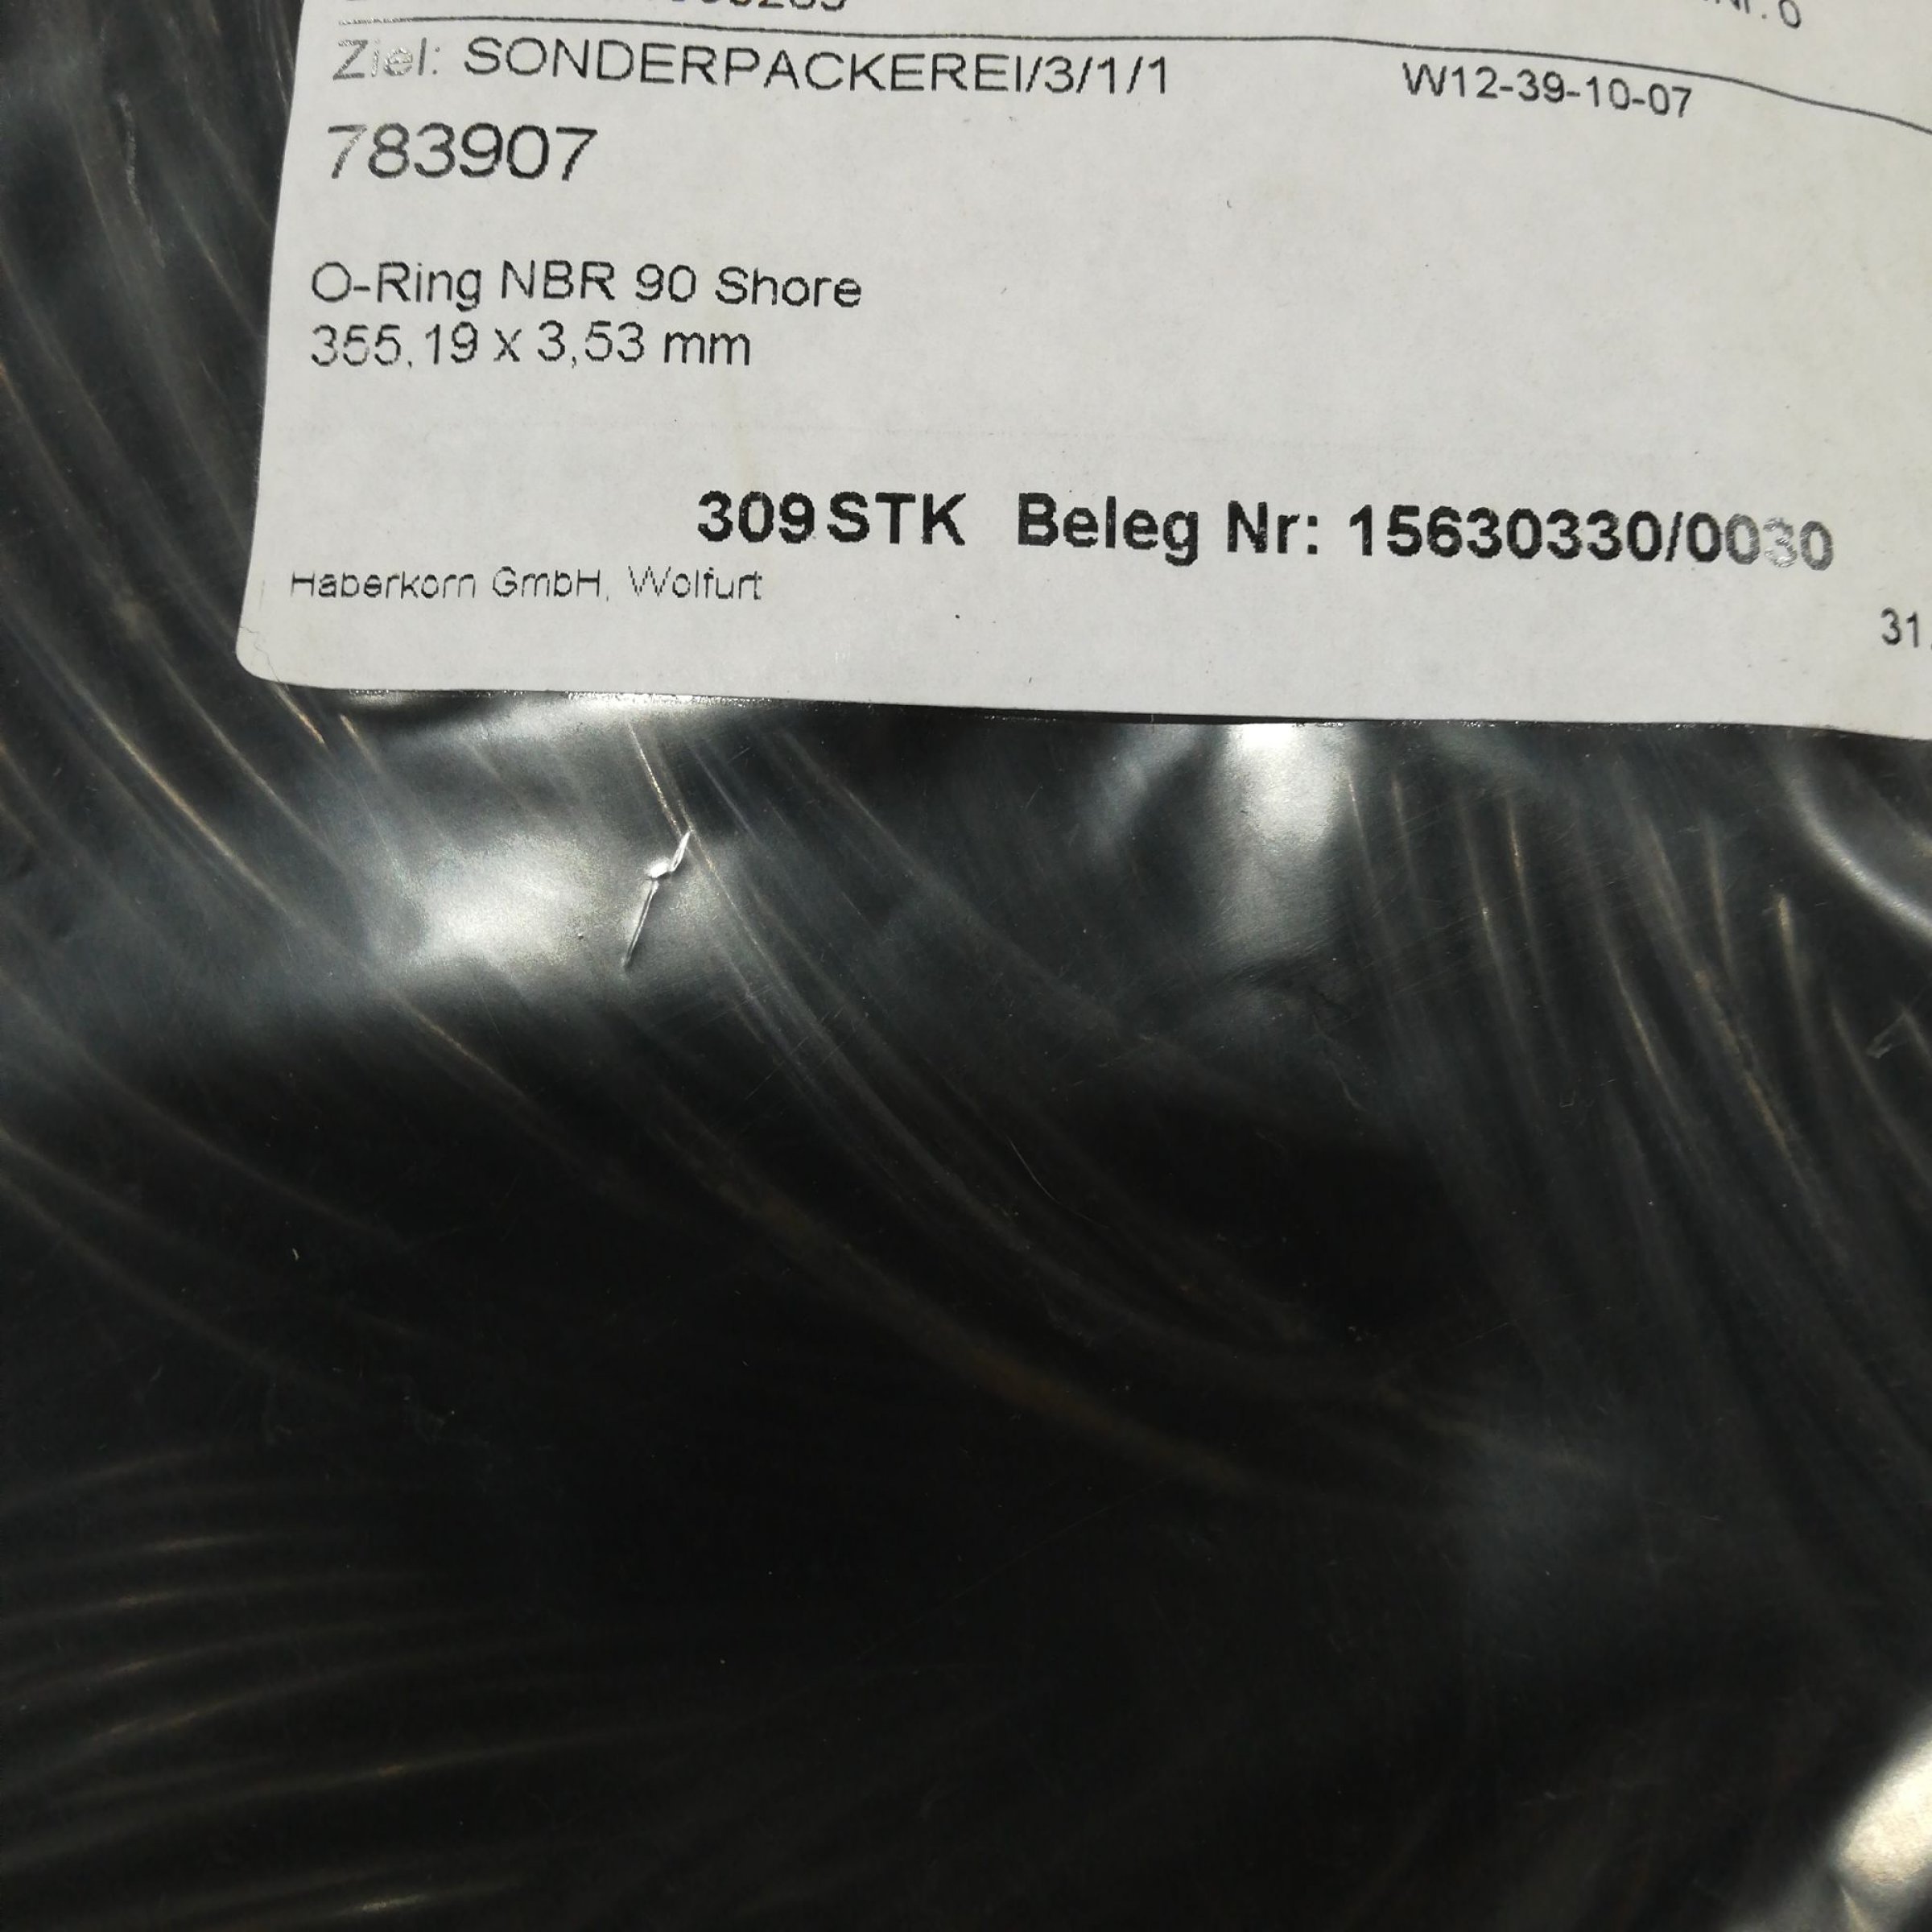 Ziel: SONDERPACKEREI/3/1/1 W12-39-10-07
783907
O-Ring NBR 90 Shore
355,19 x 3,53 mm
309 STK Beleg Nr: 15630330/0030
Haberkorn GmbH, Wolfurt
31.